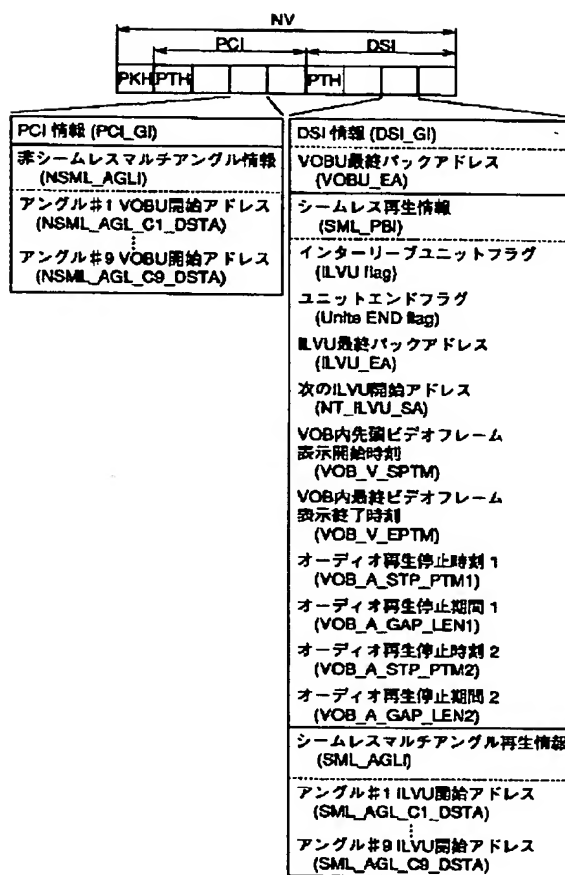 NV
PCI
DSI
PKH
PTH
PTH
PCI 情報 (PCI_GI)
非シームレスマルチアングル情報
(NSML_AGLI)
アングル#1 VOBU開始アドレス
(NSML_AGL_C1_DSTA)
アングル#9 VOBU開始アドレス
(NSML_AGL_C9_DSTA)
DSI 情報 (DSI_GI)
VOBU最終パックアドレス
(VOBU_EA)
シームレス再生情報
(SML_PBI)
インターリーブユニットフラグ
(ILVU flag)
ユニットエンドフラグ
(Unite END flag)
ILVU最終パックアドレス
(ILVU_EA)
次のILVU開始アドレス
(NT_ILVU_SA)
VOB内先頭ビデオフレーム
表示開始時刻
(VOB_V_SPTM)
VOB内最終ビデオフレーム
表示終了時刻
(VOB_V_EPTM)
オーディオ再生停止時刻 1
(VOB_A_STP_PTM1)
オーディオ再生停止期間 1
(VOB_A_GAP_LEN1)
オーディオ再生停止時刻 2
(VOB_A_STP_PTM2)
オーディオ再生停止期間 2
(VOB_A_GAP_LEN2)
シームレスマルチアングル再生情報
(SML_AGLI)
アングル#1 ILVU開始アドレス
(SML_AGL_C1_DSTA)
アングル#9 ILVU開始アドレス
(SML_AGL_C9_DSTA)